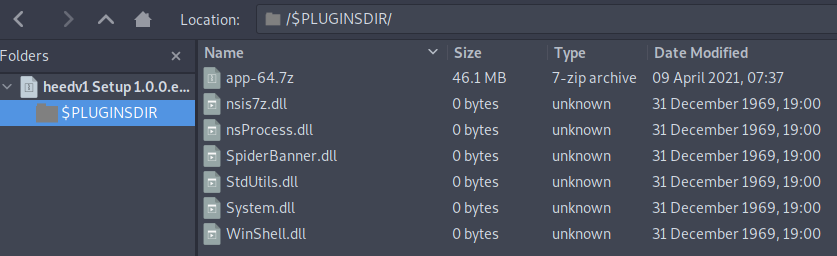 Location: /$PLUGINSDIR/
Folders
Name Size Type Date Modified
heedv1 Setup 1.0.0.e...
$PLUGINSDIR
app-64.7z 46.1 MB 7-zip archive 09 April 2021, 07:37
nsis7z.dll 0 bytes unknown 31 December 1969, 19:00
nsProcess.dll 0 bytes unknown 31 December 1969, 19:00
SpiderBanner.dll 0 bytes unknown 31 December 1969, 19:00
StdUtils.dll 0 bytes unknown 31 December 1969, 19:00
System.dll 0 bytes unknown 31 December 1969, 19:00
WinShell.dll 0 bytes unknown 31 December 1969, 19:00